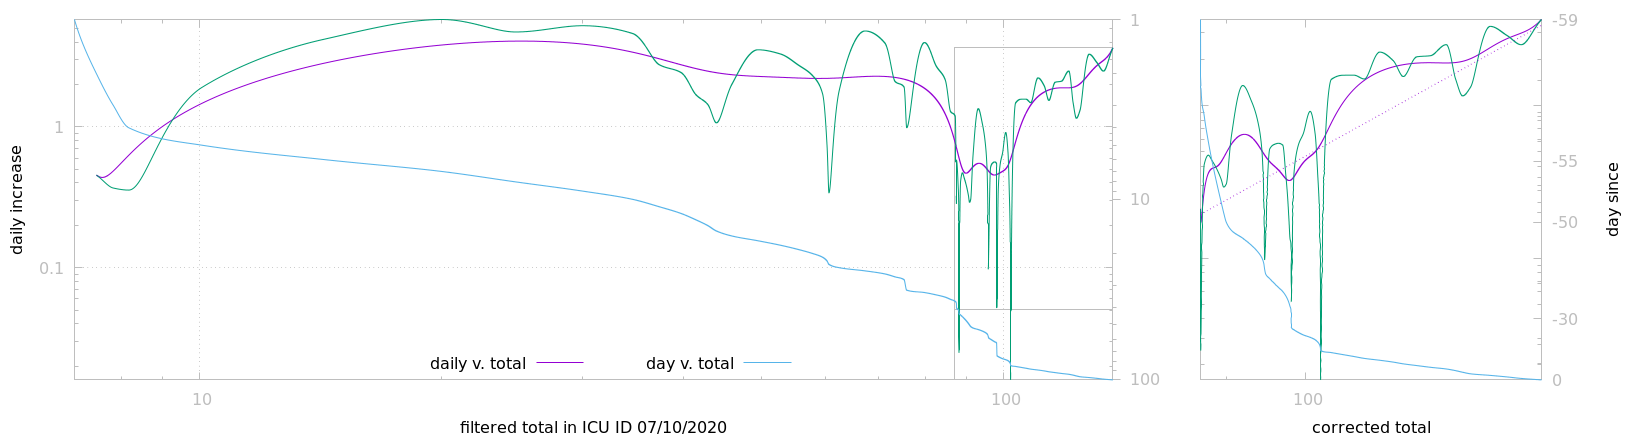 1
-59
daily increase
1
0.1
10
-55
-50
-30
day since
daily v. total
day v. total
100
0
10
100
100
filtered total in ICU ID 07/10/2020
corrected total